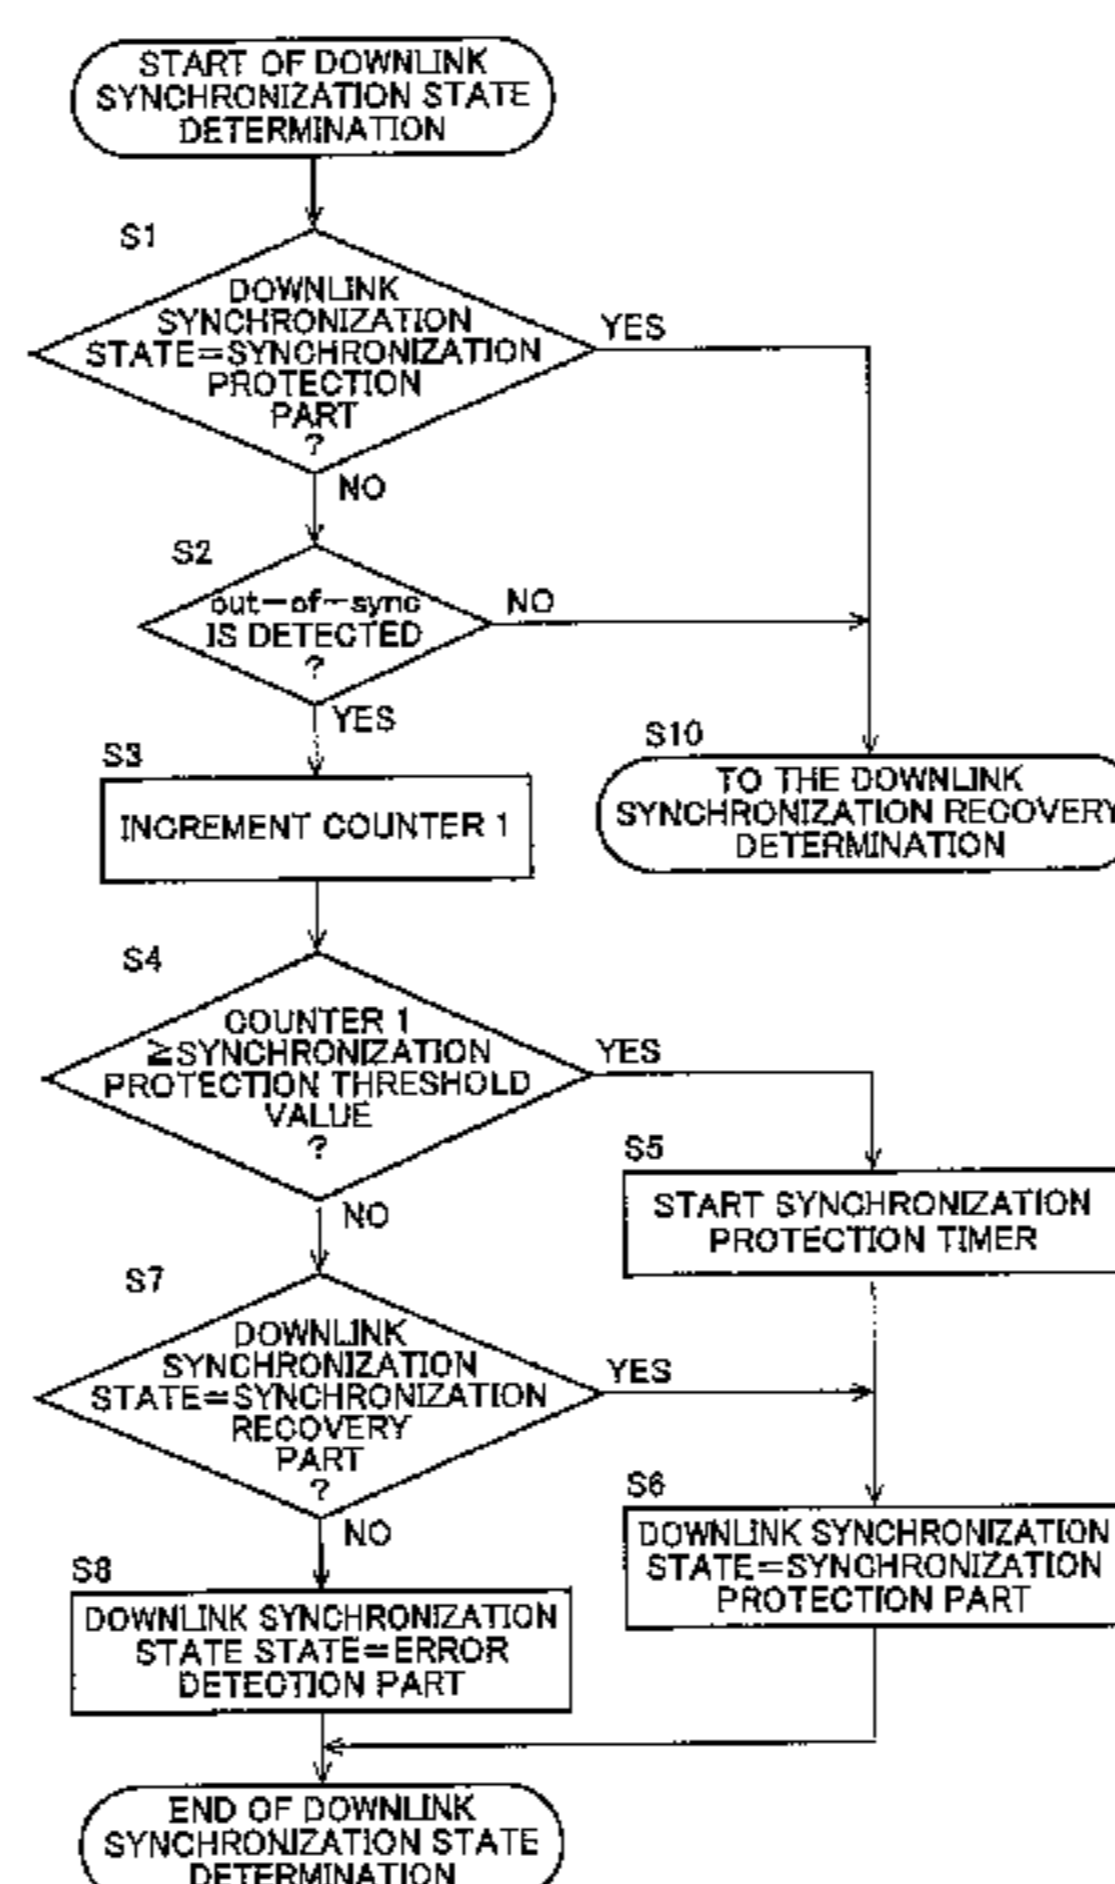 START OF DOWNLINK
SYNCHRONIZATION STATE
DETERMINATION
S1
DOWNLINK
SYNCHRONIZATION
STATE=SYNCHRONIZATION
PROTECTION
PART
?
YES
NO
S2
out-of-sync
IS DETECTED
?
NO
YES
S3
INCREMENT COUNTER 1
S10
TO THE DOWNLINK
SYNCHRONIZATION RECOVERY
DETERMINATION
S4
COUNTER 1
≧SYNCHRONIZATION
PROTECTION THRESHOLD
VALUE
?
YES
NO
S5
START SYNCHRONIZATION
PROTECTION TIMER
S7
DOWNLINK
SYNCHRONIZATION
STATE=SYNCHRONIZATION
RECOVERY
PART
?
YES
NO
S6
DOWNLINK SYNCHRONIZATION
STATE=SYNCHRONIZATION
PROTECTION PART
S8
DOWNLINK SYNCHRONIZATION
STATE STATE=ERROR
DETECTION PART
END OF DOWNLINK
SYNCHRONIZATION STATE
DETERMINATION